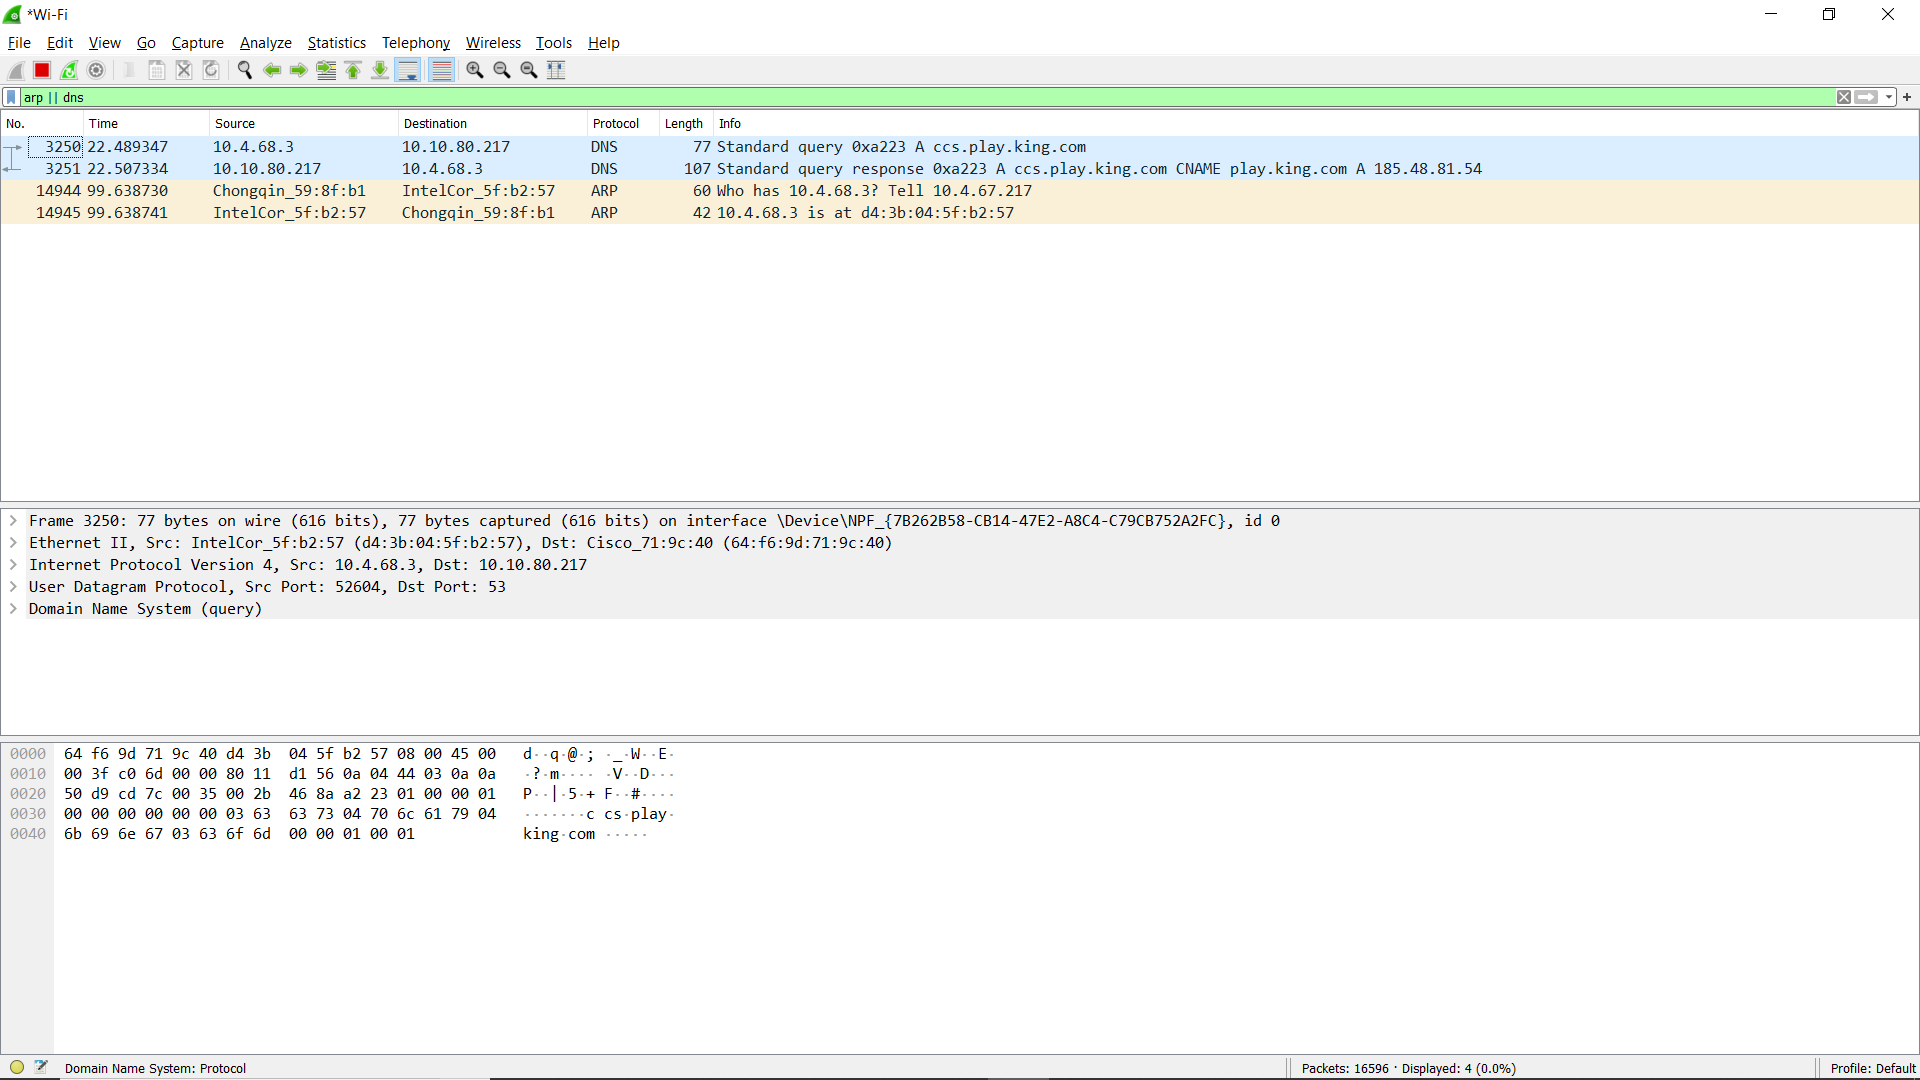 *Wi-Fi
File Edit View Go Capture Analyze Statistics Telephony Wireless Tools Help
arp || dns
No. Time Source Destination Protocol Length Info
3250 22.489347 10.4.68.3 10.10.80.217 DNS 77 Standard query 0xa223 A ccs.play.king.com
3251 22.507334 10.10.80.217 10.4.68.3 DNS 107 Standard query response 0xa223 A ccs.play.king.com CNAME play.king.com A 185.48.81.54
14944 99.638730 Chongqin_59:8f:b1 IntelCor_5f:b2:57 ARP 60 Who has 10.4.68.3? Tell 10.4.67.217
14945 99.638741 IntelCor_5f:b2:57 Chongqin_59:8f:b1 ARP 42 10.4.68.3 is at d4:3b:04:5f:b2:57
Frame 3250: 77 bytes on wire (616 bits), 77 bytes captured (616 bits) on interface \Device\NPF_{7B262B58-CB14-47E2-A8C4-C79CB752A2FC}, id 0
Ethernet II, Src: IntelCor_5f:b2:57 (d4:3b:04:5f:b2:57), Dst: Cisco_71:9c:40 (64:f6:9d:71:9c:40)
Internet Protocol Version 4, Src: 10.4.68.3, Dst: 10.10.80.217
User Datagram Protocol, Src Port: 52604, Dst Port: 53
Domain Name System (query)
0000 64 f6 9d 71 9c 40 d4 3b 04 5f b2 57 08 00 45 00 d··q·@·; ·_·W··E·
0010 00 3f c0 6d 00 00 80 11 d1 56 0a 04 44 03 0a 0a ·?·m···· ·V··D···
0020 50 d9 cd 7c 00 35 00 2b 46 8a a2 23 01 00 00 01 P··|·5·+ F··#····
0030 00 00 00 00 00 00 03 63 63 73 04 70 6c 61 79 04 ·······c cs·play·
0040 6b 69 6e 67 03 63 6f 6d 00 00 01 00 01 king·com ·····
Domain Name System: Protocol Packets: 16596 · Displayed: 4 (0.0%) Profile: Default